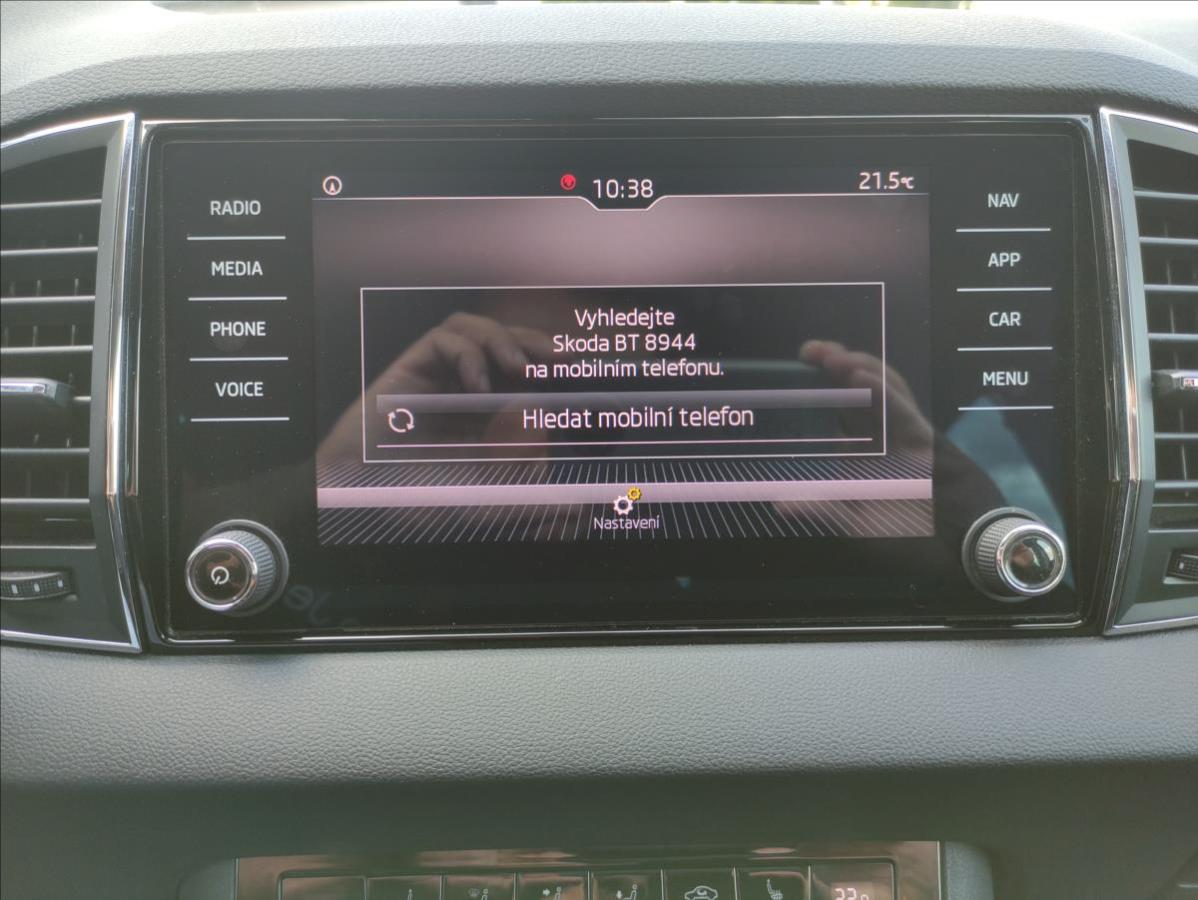 10:38
21.5°C
RADIO
MEDIA
PHONE
VOICE
NAV
APP
CAR
MENU
Vyhledejte
Skoda BT 8944
na mobilním telefonu.
Hledat mobilní telefon
Nastavení